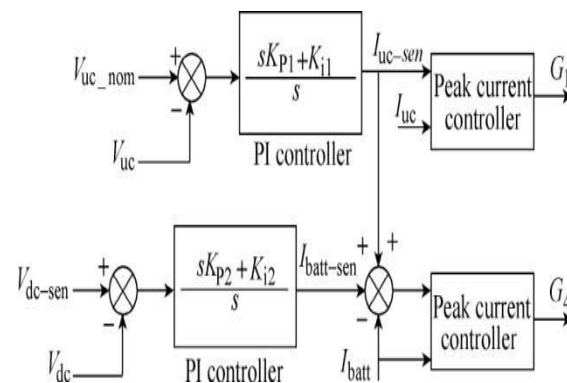 V_uc_nom
+
−
V_uc
sK_P1+K_i1
s
PI controller
I_uc-sen
I_uc
Peak current
controller
G_1
V_dc-sen
+
−
V_dc
sK_P2+K_i2
s
PI controller
I_batt-sen
+ +
−
I_batt
Peak current
controller